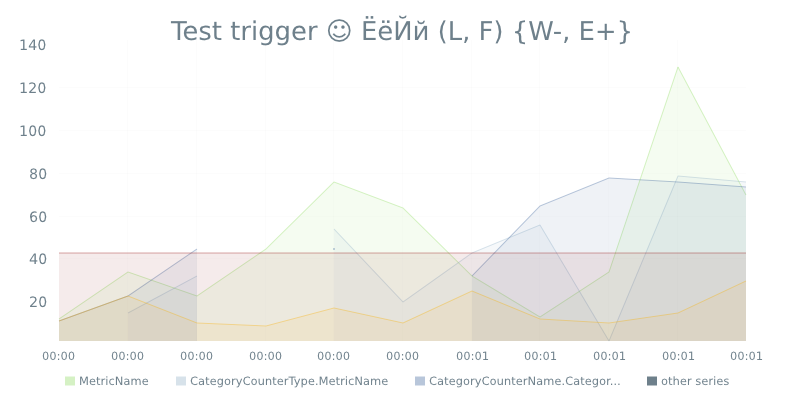 Test trigger ☺ ЁёЙй (L, F) {W-, E+}
140
120
100
80
60
40
20
00:00 00:00 00:00 00:00 00:00 00:00 00:01 00:01 00:01 00:01 00:01
MetricName CategoryCounterType.MetricName CategoryCounterName.Categor... other series